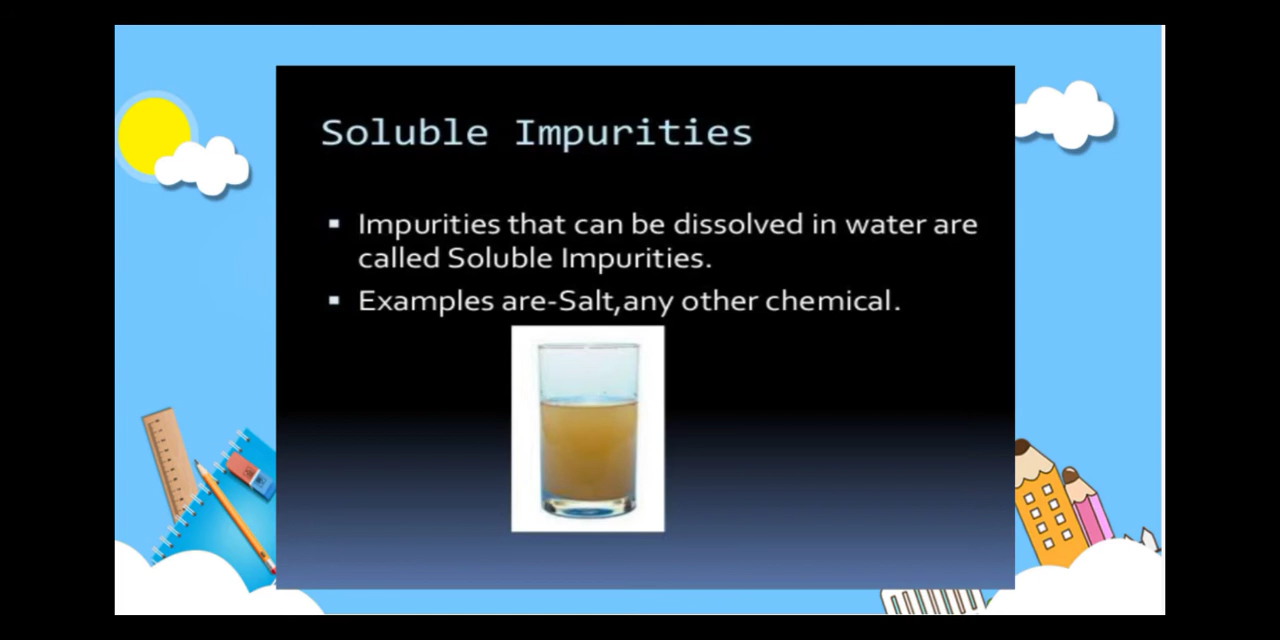 Soluble Impurities
▪ Impurities that can be dissolved in water are
called Soluble Impurities.
▪ Examples are-Salt,any other chemical.